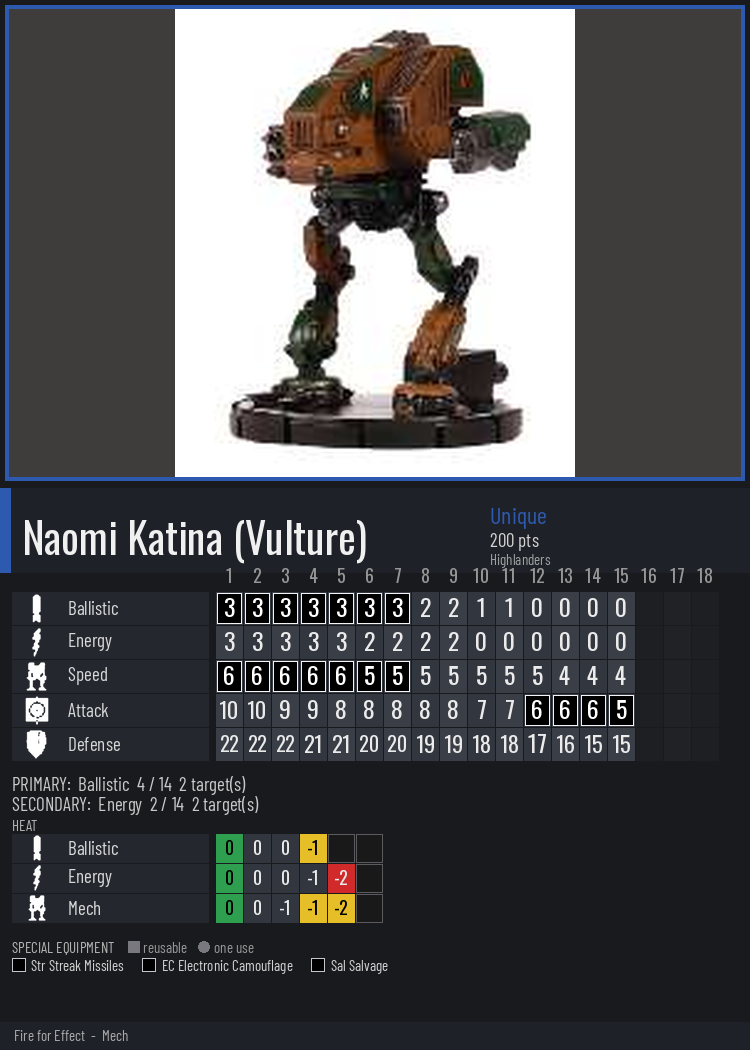 Naomi Katina (Vulture)
Unique
200 pts
Highlanders
1 2 3 4 5 6 7 8 9 10 11 12 13 14 15 16 17 18
Ballistic 3 3 3 3 3 3 3 2 2 1 1 0 0 0 0
Energy 3 3 3 3 3 2 2 2 2 0 0 0 0 0 0
Speed 6 6 6 6 6 5 5 5 5 5 5 5 4 4 4
Attack 10 10 9 9 8 8 8 8 8 7 7 6 6 6 5
Defense 22 22 22 21 21 20 20 19 19 18 18 17 16 15 15
PRIMARY: Ballistic 4 / 14 2 target(s)
SECONDARY: Energy 2 / 14 2 target(s)
HEAT
Ballistic 0 0 0 -1
Energy 0 0 0 -1 -2
Mech 0 0 -1 -1 -2
SPECIAL EQUIPMENT reusable one use
Str Streak Missiles EC Electronic Camouflage Sal Salvage
Fire for Effect - Mech